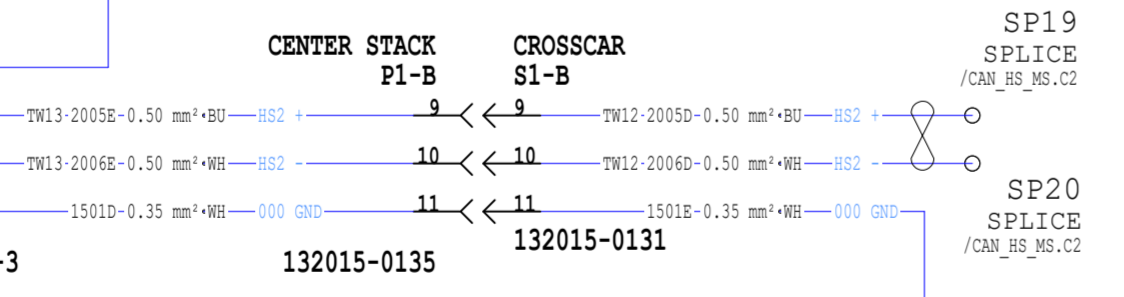 SP19
SPLICE
/CAN_HS_MS.C2
CENTER STACK
P1-B
CROSSCAR
S1-B
TW13-2005E-0.50 mm²•BU HS2 + 9 9 TW12-2005D-0.50 mm²•BU HS2 +
TW13-2006E-0.50 mm²•WH HS2 - 10 10 TW12-2006D-0.50 mm²•WH HS2 -
1501D-0.35 mm²•WH 000 GND 11 11 1501E-0.35 mm²•WH 000 GND
SP20
SPLICE
/CAN_HS_MS.C2
132015-0131
-3
132015-0135